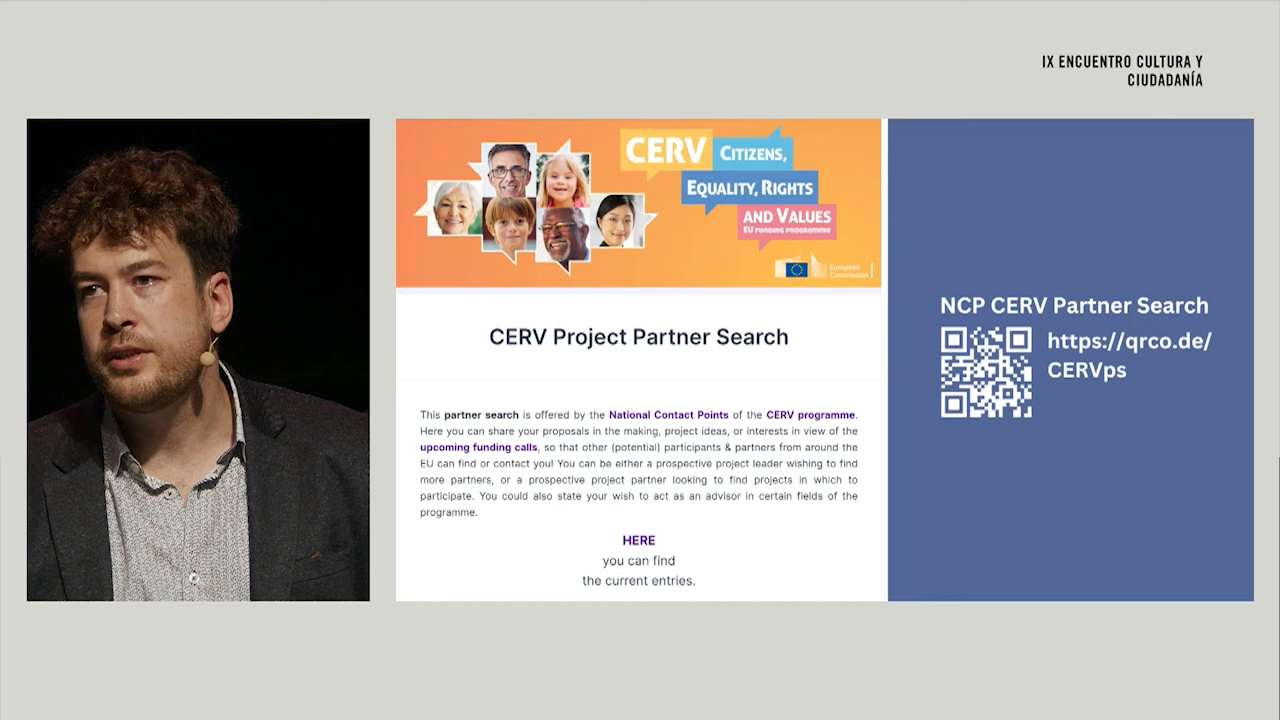 IX ENCUENTRO CULTURA Y
CIUDADANÍA
CERV CITIZENS,
EQUALITY, RIGHTS
AND VALUES
EU FUNDING PROGRAMME
European
Commission
CERV Project Partner Search
This partner search is offered by the National Contact Points of the CERV programme.
Here you can share your proposals in the making, project ideas, or interests in view of the
upcoming funding calls, so that other (potential) participants & partners from around the
EU can find or contact you! You can be either a prospective project leader wishing to find
more partners, or a prospective project partner looking to find projects in which to
participate. You could also state your wish to act as an advisor in certain fields of the
programme.
HERE
you can find
the current entries.
NCP CERV Partner Search
https://qrco.de/
CERVps